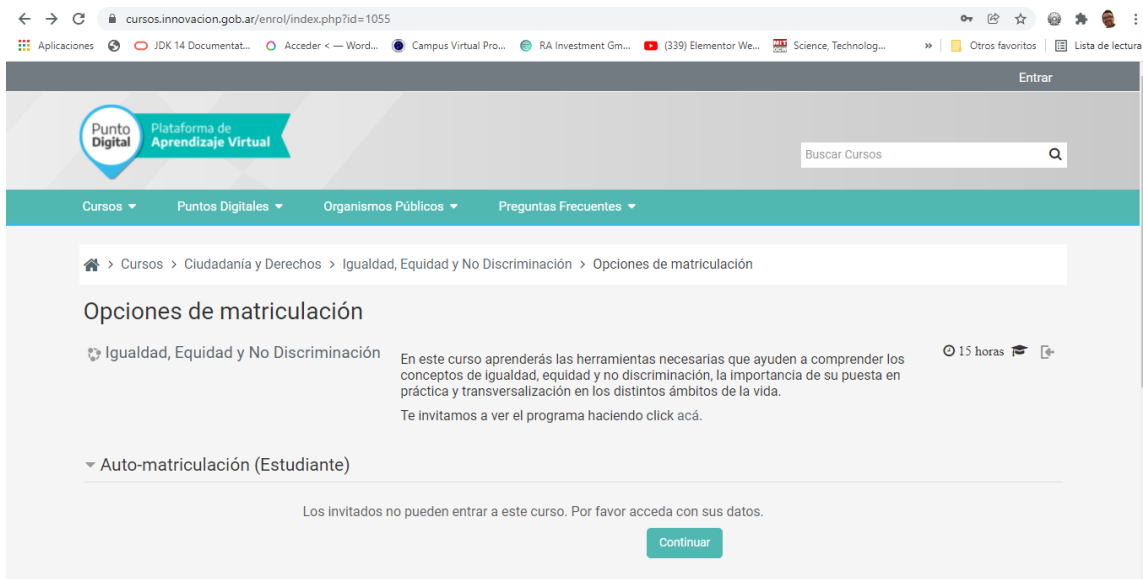 cursos.innovacion.gob.ar/enrol/index.php?id=1055
Aplicaciones JDK 14 Documentat... Acceder < — Word... Campus Virtual Pro... RA Investment Gm... (339) Elementor We... Science, Technolog... » Otros favoritos Lista de lectura
Entrar
Punto Digital
Plataforma de
Aprendizaje Virtual
Buscar Cursos
Cursos Puntos Digitales Organismos Públicos Preguntas Frecuentes
> Cursos > Ciudadanía y Derechos > Igualdad, Equidad y No Discriminación > Opciones de matriculación
Opciones de matriculación
Igualdad, Equidad y No Discriminación
En este curso aprenderás las herramientas necesarias que ayuden a comprender los
conceptos de igualdad, equidad y no discriminación, la importancia de su puesta en
práctica y transversalización en los distintos ámbitos de la vida.
Te invitamos a ver el programa haciendo click acá.
15 horas
Auto-matriculación (Estudiante)
Los invitados no pueden entrar a este curso. Por favor acceda con sus datos.
Continuar